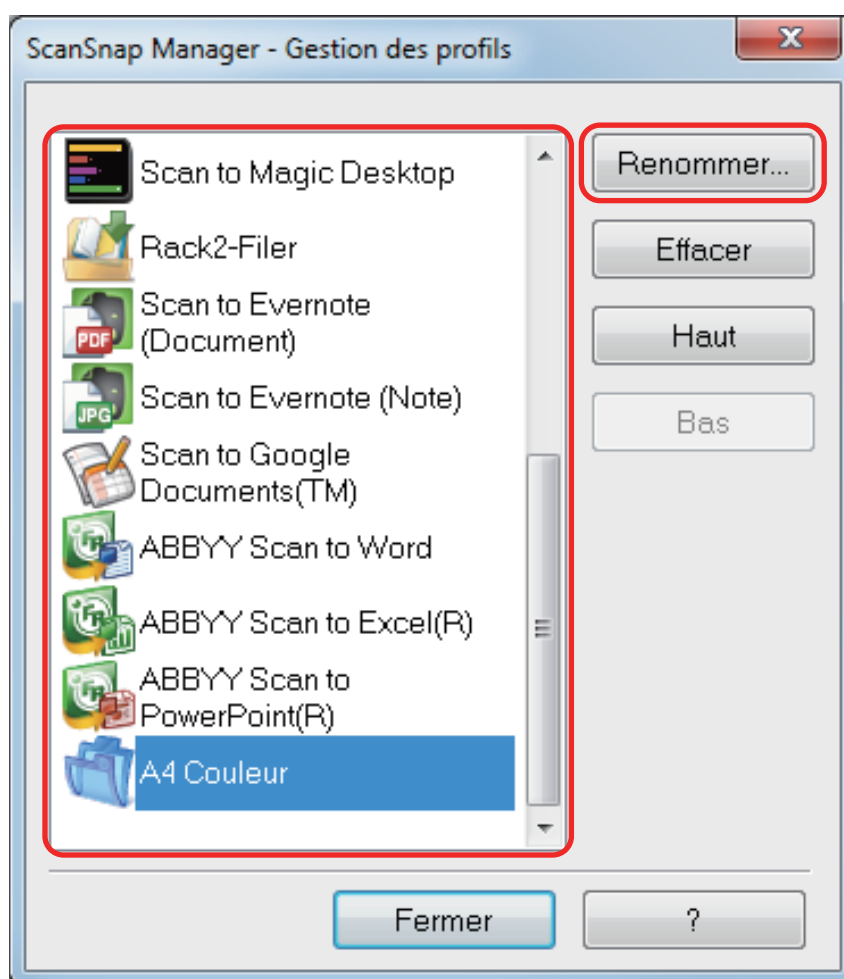 ScanSnap Manager - Gestion des profils
Scan to Magic Desktop
Renommer...
Rack2-Filer
Effacer
Scan to Evernote
(Document)
PDF
Haut
Scan to Evernote (Note)
JPG
Bas
Scan to Google
Documents(TM)
ABBYY Scan to Word
ABBYY Scan to Excel(R)
ABBYY Scan to
PowerPoint(R)
A4 Couleur
Fermer
?